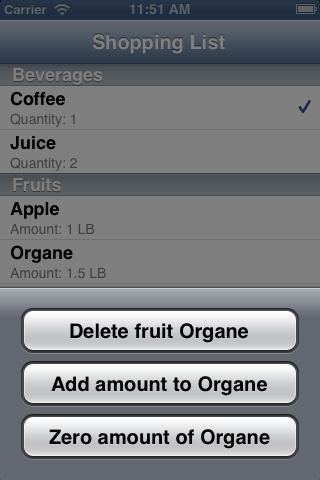 Carrier 11:51 AM
Shopping List
Beverages
Coffee
Quantity: 1
Juice
Quantity: 2
Fruits
Apple
Amount: 1 LB
Organe
Amount: 1.5 LB
Delete fruit Organe
Add amount to Organe
Zero amount of Organe